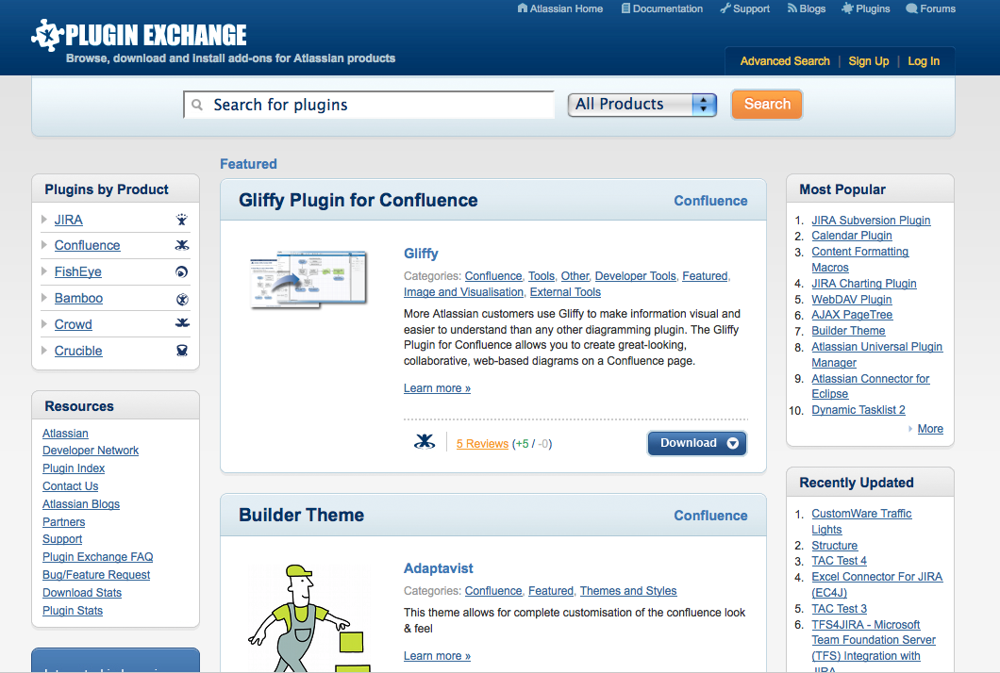 Atlassian Home Documentation Support Blogs Plugins Forums
PLUGIN EXCHANGE
Browse, download and install add-ons for Atlassian products
Advanced Search | Sign Up | Log In
Search for plugins All Products Search
Plugins by Product
JIRA
Confluence
FishEye
Bamboo
Crowd
Crucible
Resources
Atlassian
Developer Network
Plugin Index
Contact Us
Atlassian Blogs
Partners
Support
Plugin Exchange FAQ
Bug/Feature Request
Download Stats
Plugin Stats
Featured
Gliffy Plugin for Confluence Confluence
Gliffy
Categories: Confluence, Tools, Other, Developer Tools, Featured,
Image and Visualisation, External Tools
More Atlassian customers use Gliffy to make information visual and
easier to understand than any other diagramming plugin. The Gliffy
Plugin for Confluence allows you to create great-looking,
collaborative, web-based diagrams on a Confluence page.
Learn more »
5 Reviews (+5 / -0) Download
Builder Theme Confluence
Adaptavist
Categories: Confluence, Featured, Themes and Styles
This theme allows for complete customisation of the confluence look
& feel
Learn more »
Most Popular
1. JIRA Subversion Plugin
2. Calendar Plugin
3. Content Formatting
Macros
4. JIRA Charting Plugin
5. WebDAV Plugin
6. AJAX PageTree
7. Builder Theme
8. Atlassian Universal Plugin
Manager
9. Atlassian Connector for
Eclipse
10. Dynamic Tasklist 2
More
Recently Updated
1. CustomWare Traffic
Lights
2. Structure
3. TAC Test 4
4. Excel Connector For JIRA
(EC4J)
5. TAC Test 3
6. TFS4JIRA - Microsoft
Team Foundation Server
(TFS) Integration with
JIRA